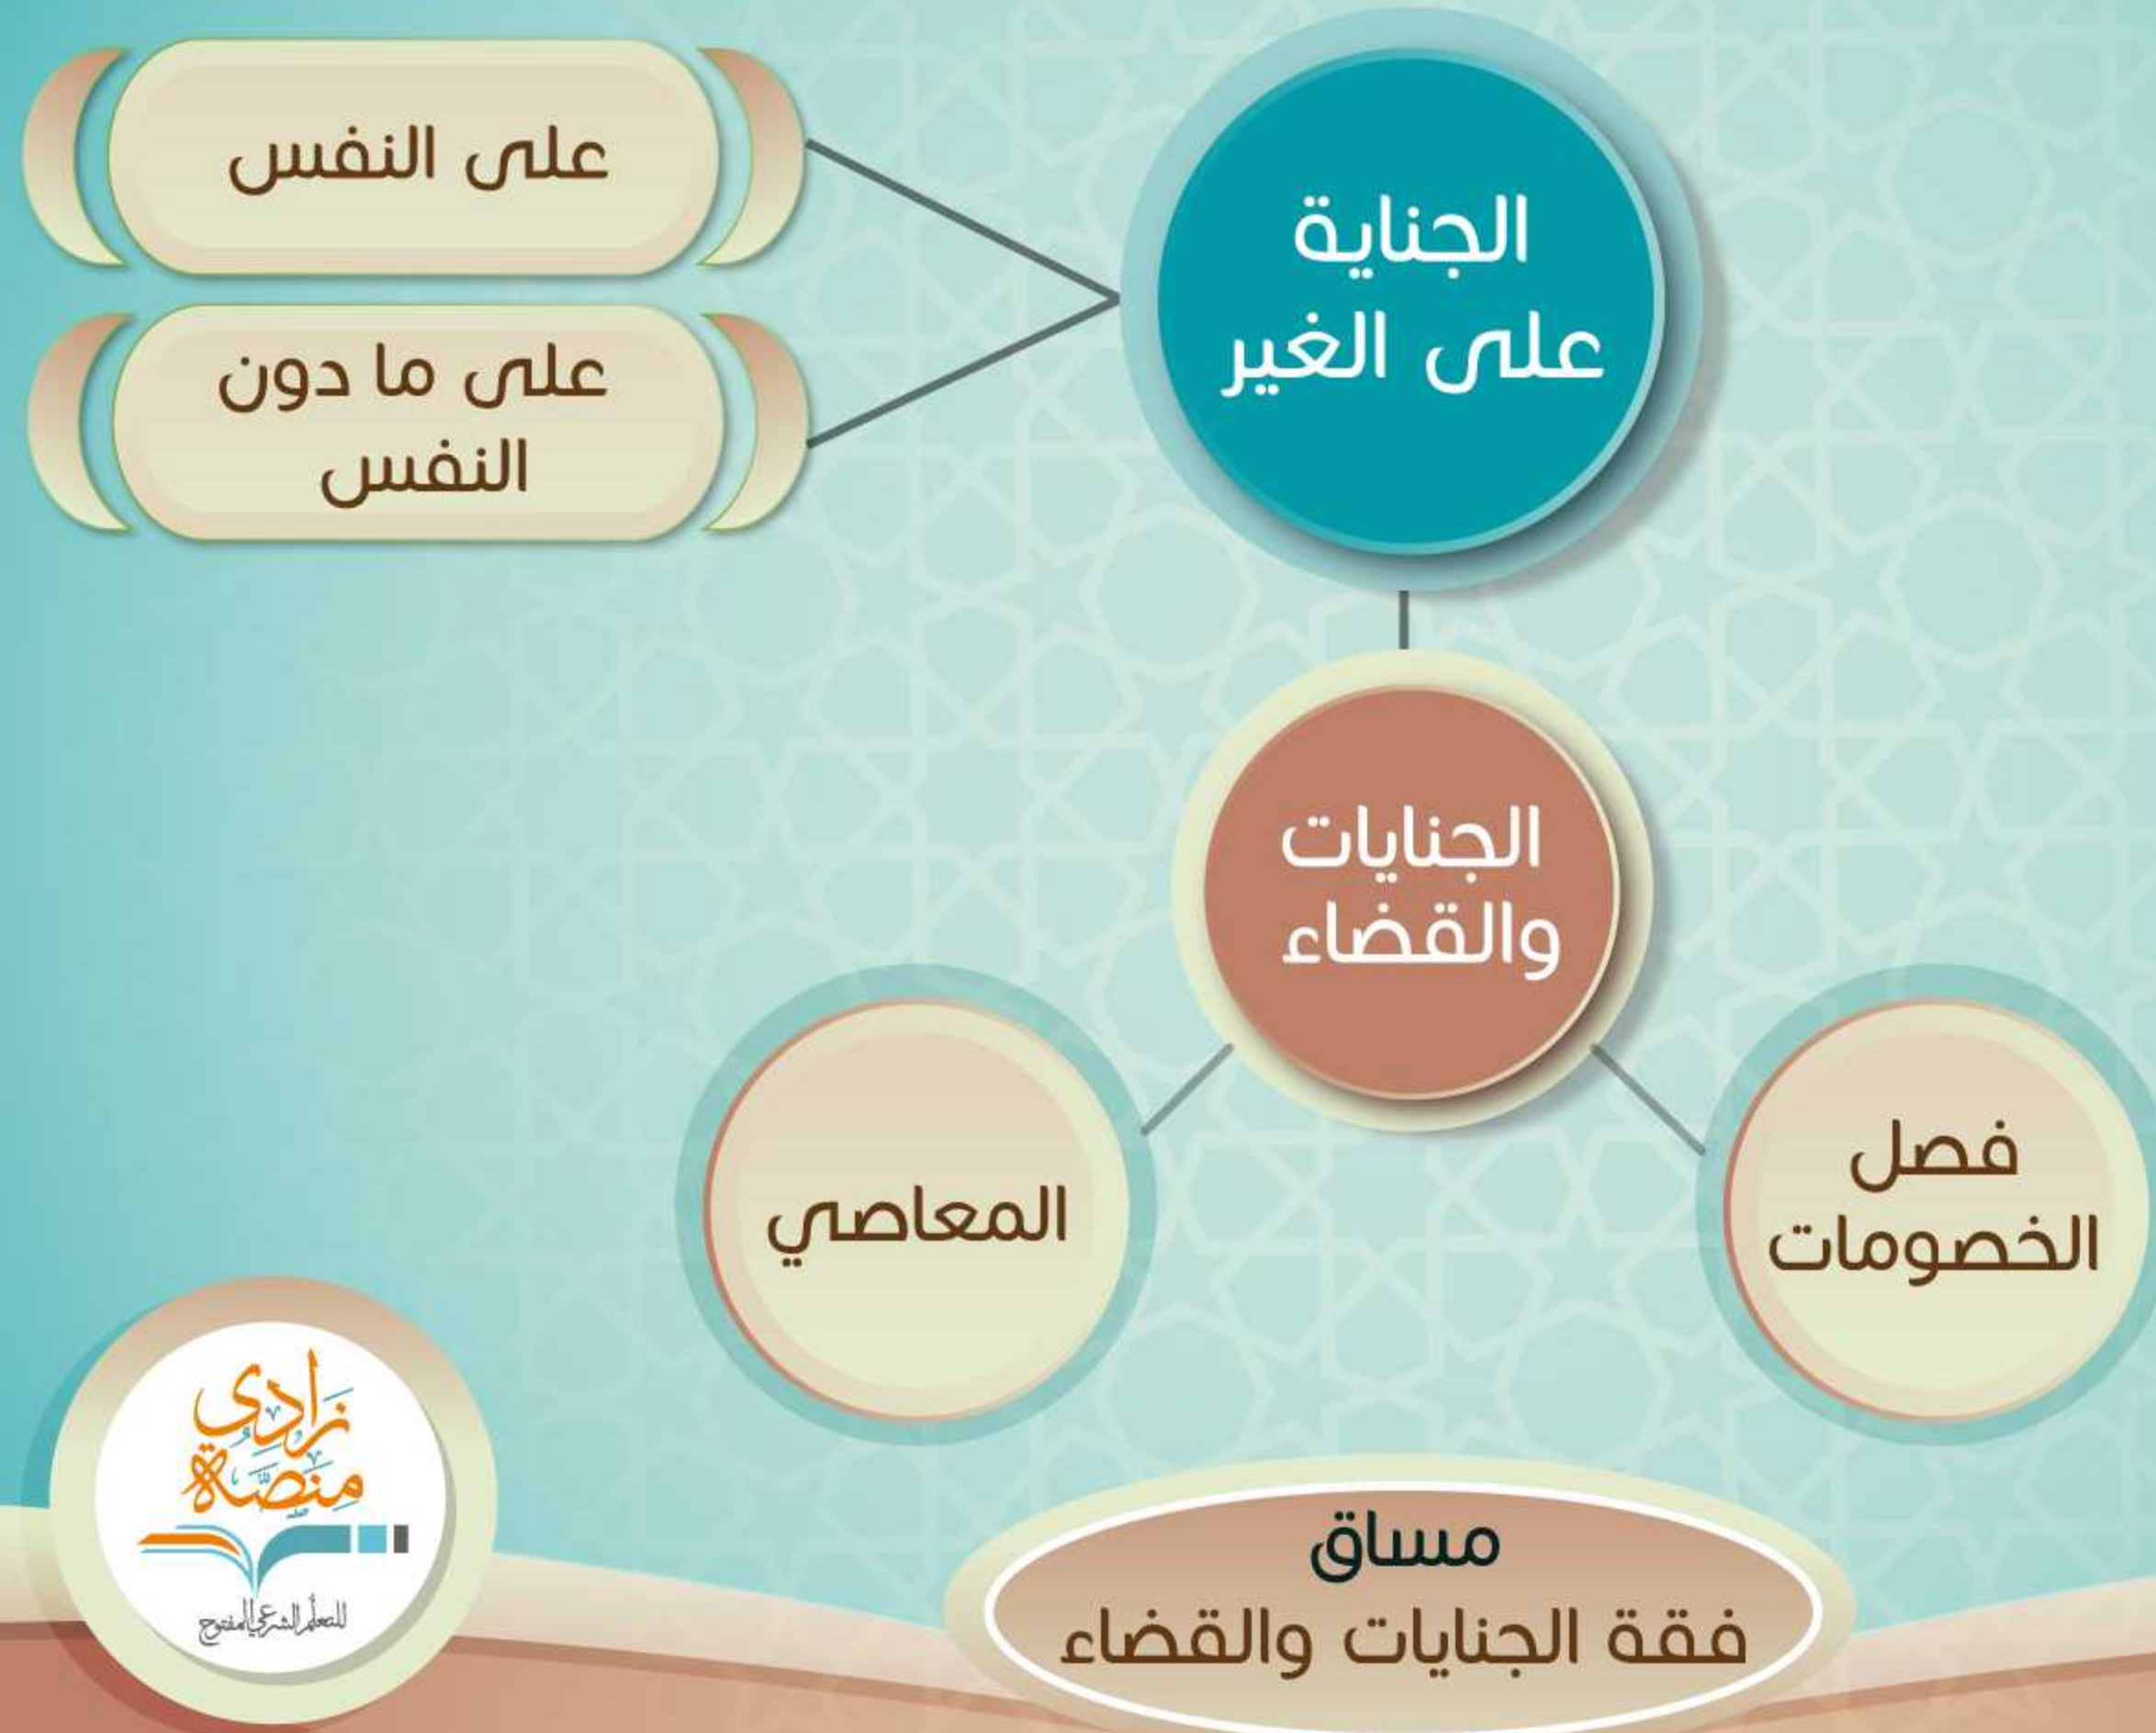 الجناية
على الغير
على النفس
على ما دون
النفس
الجنايات
والقضاء
فصل
الخصومات
المعاصي
زادي
منصة
للتعلم الشرعي المفتوح
مساق
فقة الجنايات والقضاء